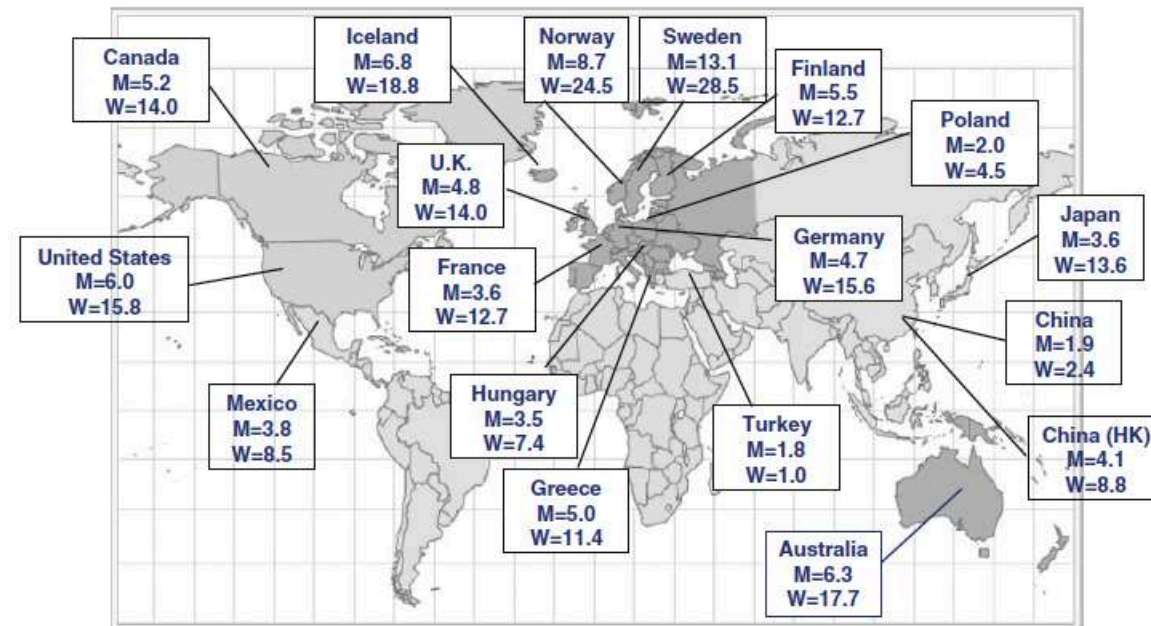 Canada
M=5.2
W=14.0
Iceland
M=6.8
W=18.8
Norway
M=8.7
W=24.5
Sweden
M=13.1
W=28.5
Finland
M=5.5
W=12.7
Poland
M=2.0
W=4.5
U.K.
M=4.8
W=14.0
Japan
M=3.6
W=13.6
United States
M=6.0
W=15.8
France
M=3.6
W=12.7
Germany
M=4.7
W=15.6
China
M=1.9
W=2.4
Mexico
M=3.8
W=8.5
Hungary
M=3.5
W=7.4
Turkey
M=1.8
W=1.0
China (HK)
M=4.1
W=8.8
Greece
M=5.0
W=11.4
Australia
M=6.3
W=17.7